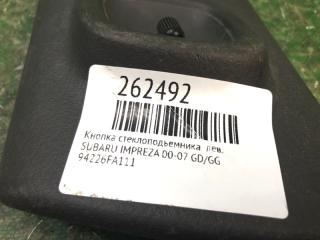 262492
Кнопка стеклоподъемника лев.
SUBARU IMPREZA 00-07 GD/GG
94226FA111